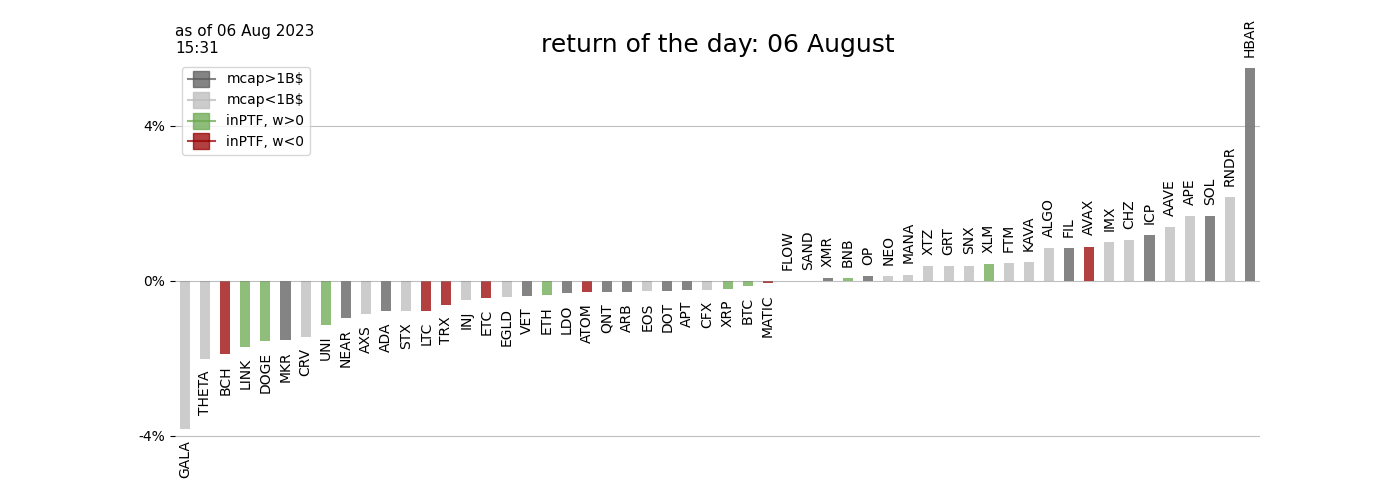 as of 06 Aug 2023
15:31
return of the day: 06 August
mcap>1B$
mcap<1B$
inPTF, w>0
inPTF, w<0
4%
0%
-4%
GALA
THETA
BCH
LINK
DOGE
MKR
CRV
UNI
NEAR
AXS
ADA
STX
LTC
TRX
INJ
ETC
EGLD
VET
ETH
LDO
ATOM
QNT
ARB
EOS
DOT
APT
CFX
XRP
BTC
MATIC
FLOW
SAND
XMR
BNB
OP
NEO
MANA
XTZ
GRT
SNX
XLM
FTM
KAVA
ALGO
FIL
AVAX
IMX
CHZ
ICP
AAVE
APE
SOL
RNDR
HBAR